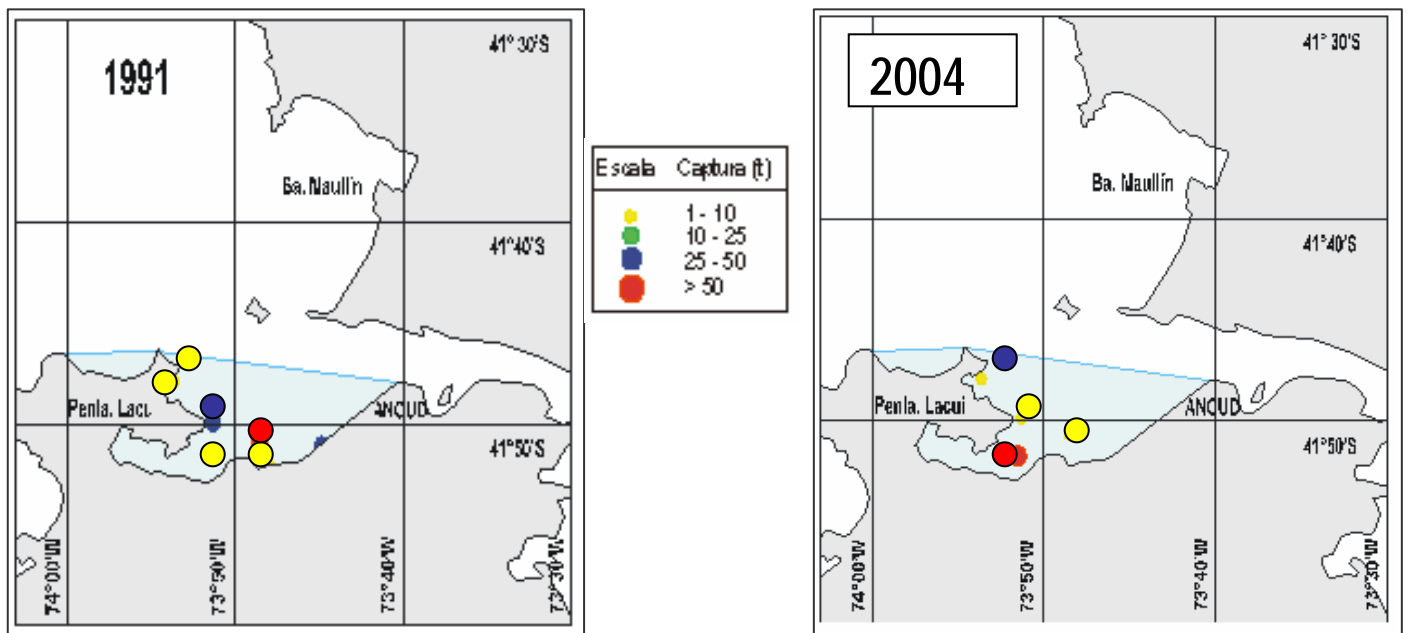 1991
41° 30'S
Ba. Maullín
41°40'S
Penla. Lacu
ANCUD
41°50'S
74°00'W
73°50'W
73°40'W
73°30'W
Escala Captura (t)
1 - 10
10 - 25
25 - 50
> 50
2004
41° 30'S
Ba. Maullín
41°40'S
Penla. Lacui
ANCUD
41°50'S
74°00'W
73°50'W
73°40'W
73°30'W